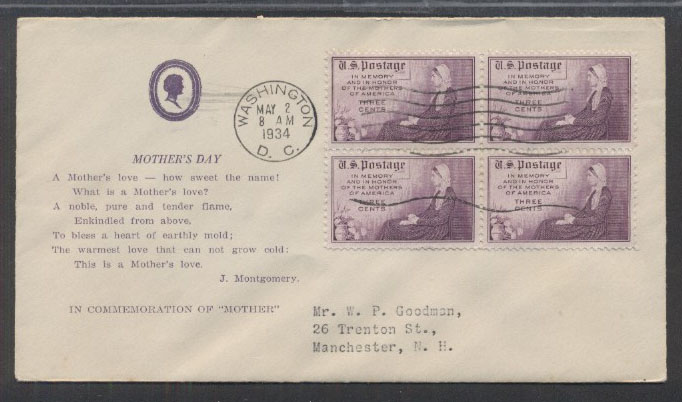 WASHINGTON
MAY 2
8 AM
1934
D. C.
U.S. Postage
IN MEMORY
AND IN HONOR
OF THE MOTHERS
OF AMERICA
THREE
CENTS
U.S. Postage
IN MEMORY
AND IN HONOR
OF THE MOTHERS
OF AMERICA
THREE
CENTS
U.S. Postage
IN MEMORY
AND IN HONOR
OF THE MOTHERS
OF AMERICA
THREE
CENTS
U.S. Postage
IN MEMORY
AND IN HONOR
OF THE MOTHERS
OF AMERICA
THREE
CENTS
MOTHER'S DAY
A Mother's love — how sweet the name!
What is a Mother's love?
A noble, pure and tender flame,
Enkindled from above,
To bless a heart of earthly mold;
The warmest love that can not grow cold:
This is a Mother's love.
J. Montgomery.
IN COMMEMORATION OF "MOTHER"
Mr. W. P. Goodman,
26 Trenton St.,
Manchester, N. H.